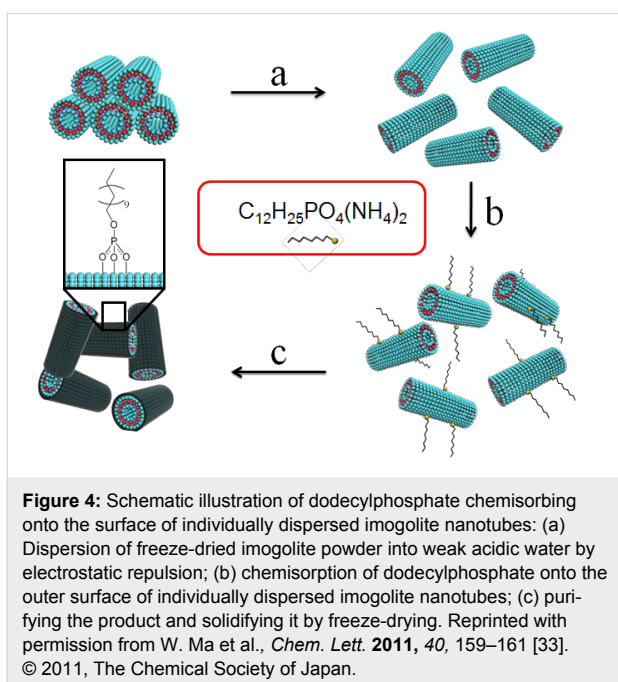 a
C₁₂H₂₅PO₄(NH₄)₂
b
9
O
P
O O O
c
Figure 4: Schematic illustration of dodecylphosphate chemisorbing
onto the surface of individually dispersed imogolite nanotubes: (a)
Dispersion of freeze-dried imogolite powder into weak acidic water by
electrostatic repulsion; (b) chemisorption of dodecylphosphate onto the
outer surface of individually dispersed imogolite nanotubes; (c) puri-
fying the product and solidifying it by freeze-drying. Reprinted with
permission from W. Ma et al., Chem. Lett. 2011, 40, 159–161 [33].
© 2011, The Chemical Society of Japan.